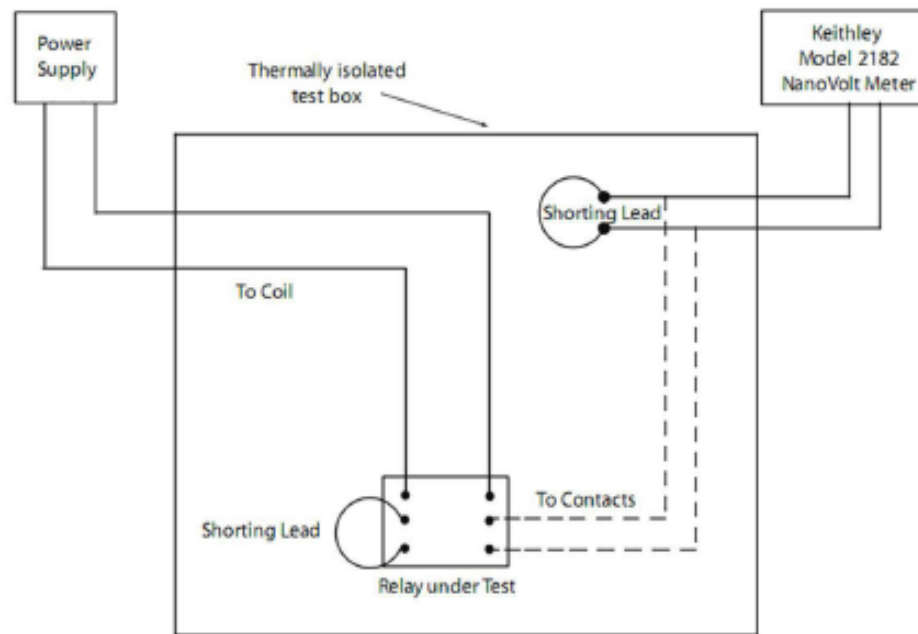 Power
Supply
Keithley
Model 2182
NanoVolt Meter
Thermally isolated
test box
Shorting Lead
To Coil
To Contacts
Shorting Lead
Relay under Test